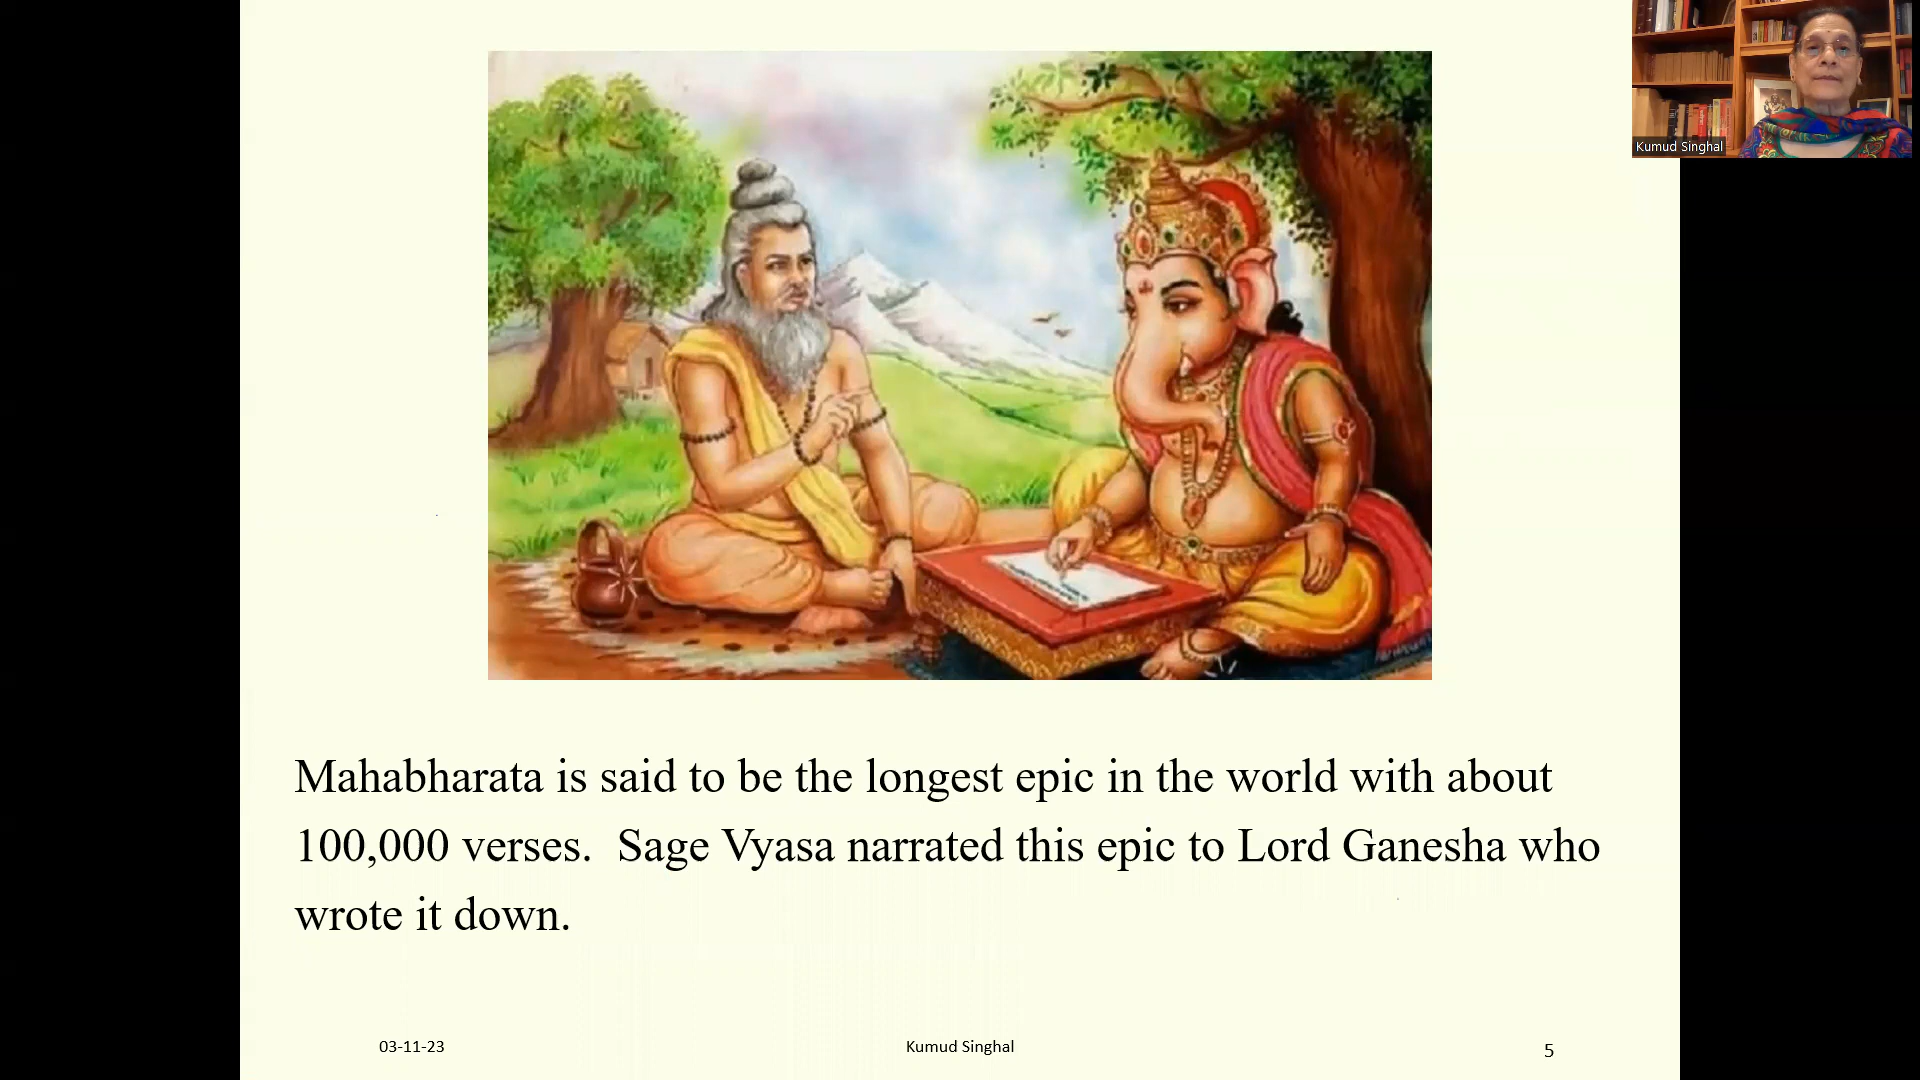 Kumud Singhal
Mahabharata is said to be the longest epic in the world with about
100,000 verses.  Sage Vyasa narrated this epic to Lord Ganesha who
wrote it down.
03-11-23
Kumud Singhal
5